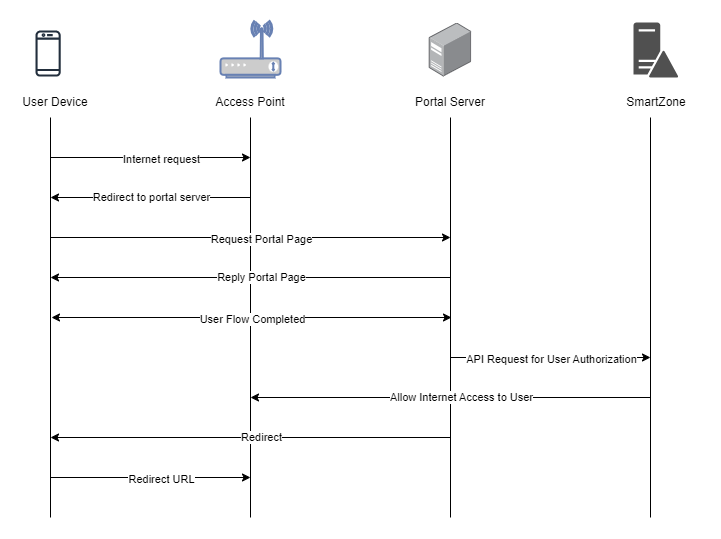 User Device
Access Point
Portal Server
SmartZone
Internet request
Redirect to portal server
Request Portal Page
Reply Portal Page
User Flow Completed
API Request for User Authorization
Allow Internet Access to User
Redirect
Redirect URL